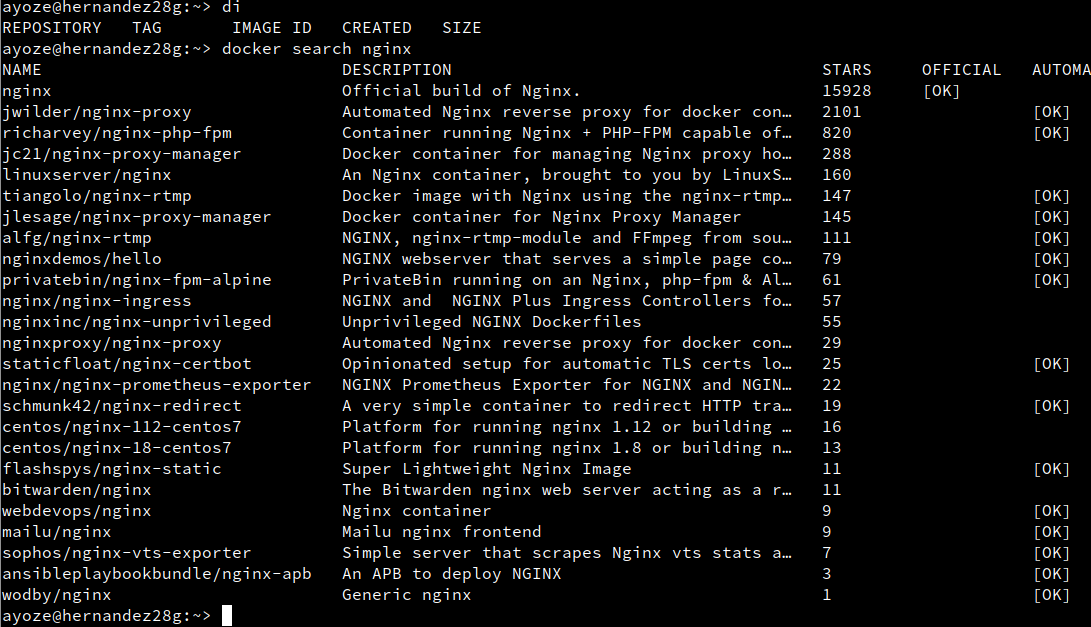 ayoze@hernandez28g:~> di
REPOSITORY   TAG       IMAGE ID   CREATED   SIZE
ayoze@hernandez28g:~> docker search nginx
NAME                              DESCRIPTION                                     STARS     OFFICIAL   AUTOMA
nginx                             Official build of Nginx.                        15928     [OK]
jwilder/nginx-proxy               Automated Nginx reverse proxy for docker con…   2101                 [OK]
richarvey/nginx-php-fpm           Container running Nginx + PHP-FPM capable of…   820                  [OK]
jc21/nginx-proxy-manager          Docker container for managing Nginx proxy ho…   288
linuxserver/nginx                 An Nginx container, brought to you by LinuxS…   160
tiangolo/nginx-rtmp               Docker image with Nginx using the nginx-rtmp…   147                  [OK]
jlesage/nginx-proxy-manager       Docker container for Nginx Proxy Manager        145                  [OK]
alfg/nginx-rtmp                   NGINX, nginx-rtmp-module and FFmpeg from sou…   111                  [OK]
nginxdemos/hello                  NGINX webserver that serves a simple page co…   79                   [OK]
privatebin/nginx-fpm-alpine       PrivateBin running on an Nginx, php-fpm & Al…   61                   [OK]
nginx/nginx-ingress               NGINX and  NGINX Plus Ingress Controllers fo…   57
nginxinc/nginx-unprivileged       Unprivileged NGINX Dockerfiles                  55
nginxproxy/nginx-proxy            Automated Nginx reverse proxy for docker con…   29
staticfloat/nginx-certbot         Opinionated setup for automatic TLS certs lo…   25                   [OK]
nginx/nginx-prometheus-exporter   NGINX Prometheus Exporter for NGINX and NGIN…   22
schmunk42/nginx-redirect          A very simple container to redirect HTTP tra…   19                   [OK]
centos/nginx-112-centos7          Platform for running nginx 1.12 or building …   16
centos/nginx-18-centos7           Platform for running nginx 1.8 or building n…   13
flashspys/nginx-static            Super Lightweight Nginx Image                   11                   [OK]
bitwarden/nginx                   The Bitwarden nginx web server acting as a r…   11
webdevops/nginx                   Nginx container                                 9                    [OK]
mailu/nginx                       Mailu nginx frontend                            9                    [OK]
sophos/nginx-vts-exporter         Simple server that scrapes Nginx vts stats a…   7                    [OK]
ansibleplaybookbundle/nginx-apb   An APB to deploy NGINX                          3                    [OK]
wodby/nginx                       Generic nginx                                   1                    [OK]
ayoze@hernandez28g:~>